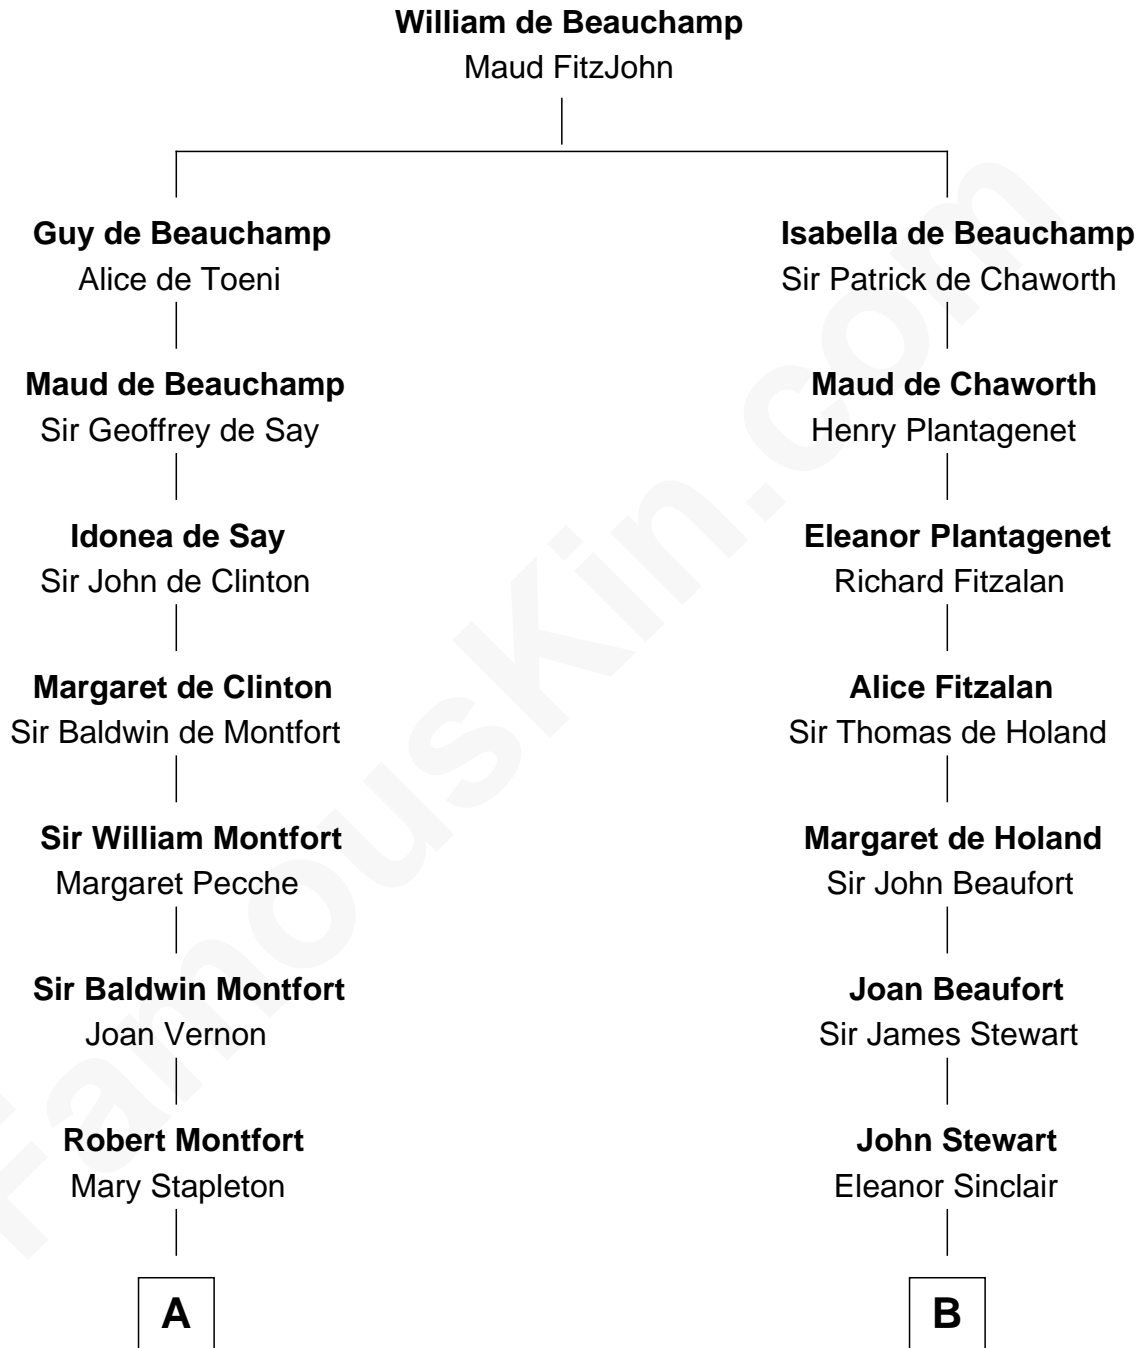 William de Beauchamp
Maud FitzJohn
Guy de Beauchamp
Alice de Toeni
Maud de Beauchamp
Sir Geoffrey de Say
Idonea de Say
Sir John de Clinton
Margaret de Clinton
Sir Baldwin de Montfort
Sir William Montfort
Margaret Pecche
Sir Baldwin Montfort
Joan Vernon
Robert Montfort
Mary Stapleton
A
Isabella de Beauchamp
Sir Patrick de Chaworth
Maud de Chaworth
Henry Plantagenet
Eleanor Plantagenet
Richard Fitzalan
Alice Fitzalan
Sir Thomas de Holand
Margaret de Holand
Sir John Beaufort
Joan Beaufort
Sir James Stewart
John Stewart
Eleanor Sinclair
B
FamousKin.com